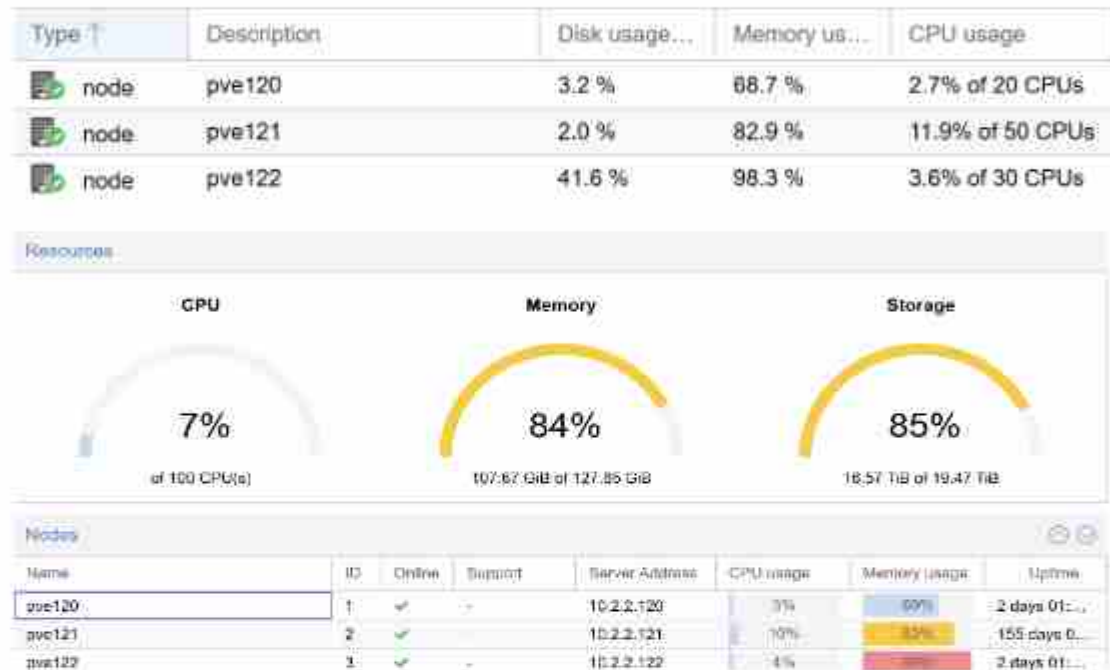 Type ↑ Description Disk usage... Memory us... CPU usage
node pve120 3.2 % 68.7 % 2.7% of 20 CPUs
node pve121 2.0 % 82.9 % 11.9% of 50 CPUs
node pve122 41.6 % 98.3 % 3.6% of 30 CPUs
Resources
CPU Memory Storage
7% 84% 85%
of 100 CPU(s) 107.67 GiB of 127.85 GiB 16.57 TiB of 19.47 TiB
Nodes
Name ID Online Support Server Address CPU usage Memory usage Uptime
pve120 1 - 10.2.2.120 3% 69% 2 days 01:...
pve121 2 10.2.2.121 10% 83% 155 days 0...
pve122 3 - 10.2.2.122 4% 2 days 01:...